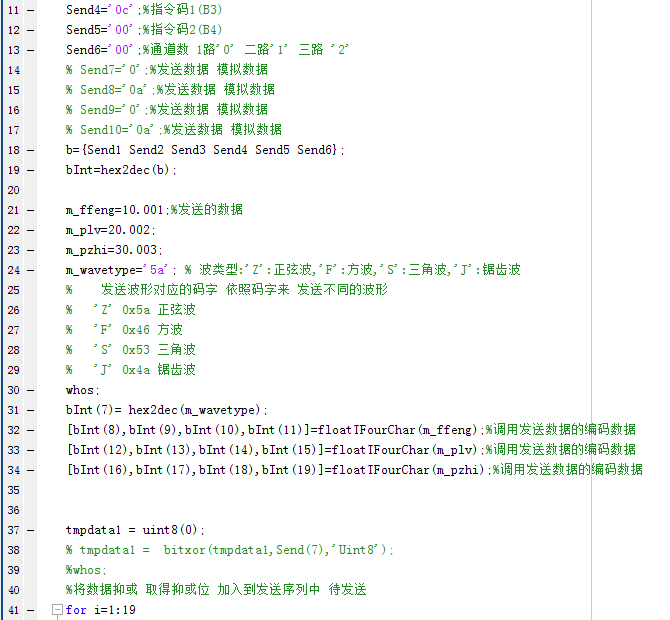 11 Send4='0c';%指令码1(B3)
12 Send5='00';%指令码2(B4)
13 Send6='00';%通道数 1路'0' 二路'1' 三路 '2'
14 % Send7='0';%发送数据 模拟数据
15 % Send8='0a';%发送数据 模拟数据
16 % Send9='0';%发送数据 模拟数据
17 % Send10='0a';%发送数据 模拟数据
18 b={Send1 Send2 Send3 Send4 Send5 Send6};
19 bInt=hex2dec(b);
20
21 m_ffeng=10.001;%发送的数据
22 m_plv=20.002;
23 m_pzhi=30.003;
24 m_wavetype='5a'; % 波类型:'Z':正弦波,'F':方波,'S':三角波,'J':锯齿波
25 % 发送波形对应的码字 依照码字来 发送不同的波形
26 % 'Z' 0x5a 正弦波
27 % 'F' 0x46 方波
28 % 'S' 0x53 三角波
29 % 'J' 0x4a 锯齿波
30 whos;
31 bInt(7)= hex2dec(m_wavetype);
32 [bInt(8),bInt(9),bInt(10),bInt(11)]=floatTFourChar(m_ffeng);%调用发送数据的编码数据
33 [bInt(12),bInt(13),bInt(14),bInt(15)]=floatTFourChar(m_plv);%调用发送数据的编码数据
34 [bInt(16),bInt(17),bInt(18),bInt(19)]=floatTFourChar(m_pzhi);%调用发送数据的编码数据
35
36
37 tmpdata1 = uint8(0);
38 % tmpdata1 = bitxor(tmpdata1,Send(7),'Uint8');
39 %whos;
40 %将数据抑或 取得抑或位 加入到发送序列中 待发送
41 for i=1:19